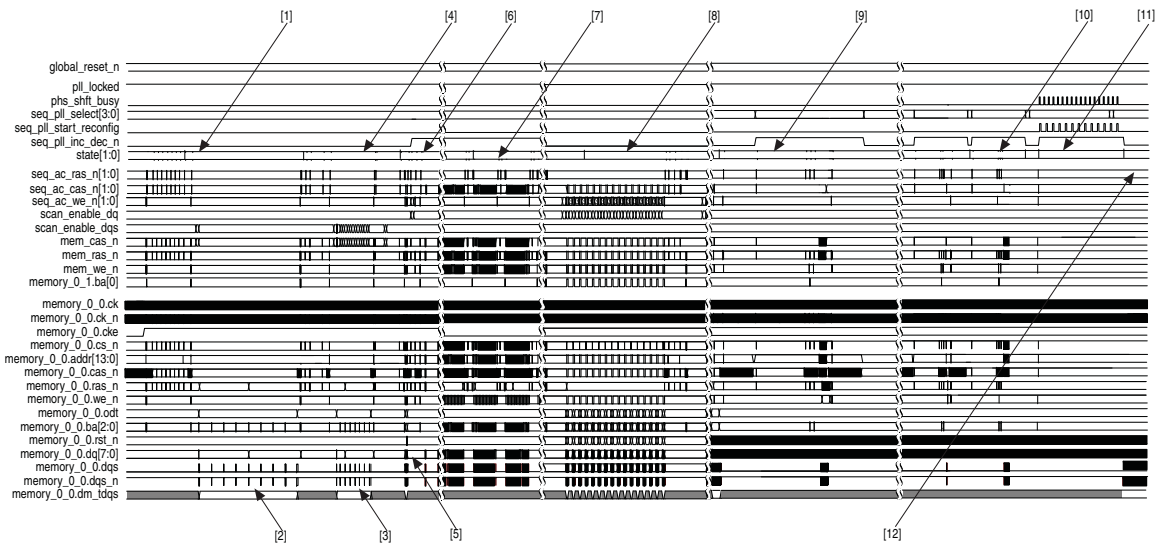 [1] [4] [6] [7] [8] [9] [10] [11]
global_reset_n
pll_locked
phs_shft_busy
seq_pll_select[3:0]
seq_pll_start_reconfig
seq_pll_inc_dec_n
state[1:0]
seq_ac_ras_n[1:0]
seq_ac_cas_n[1:0]
seq_ac_we_n[1:0]
scan_enable_dq
scan_enable_dqs
mem_cas_n
mem_ras_n
mem_we_n
memory_0_1.ba[0]
memory_0_0.ck
memory_0_0.ck_n
memory_0_0.cke
memory_0_0.cs_n
memory_0_0.addr[13:0]
memory_0_0.cas_n
memory_0_0.ras_n
memory_0_0.we_n
memory_0_0.odt
memory_0_0.ba[2:0]
memory_0_0.rst_n
memory_0_0.dq[7:0]
memory_0_0.dqs
memory_0_0.dqs_n
memory_0_0.dm_tdqs
[2] [3] [5] [12]